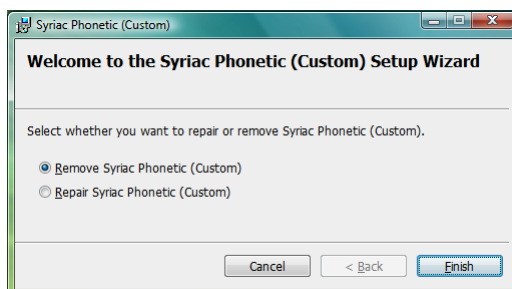 Syriac Phonetic (Custom)
Welcome to the Syriac Phonetic (Custom) Setup Wizard
Select whether you want to repair or remove Syriac Phonetic (Custom).
Remove Syriac Phonetic (Custom)
Repair Syriac Phonetic (Custom)
Cancel < Back Finish